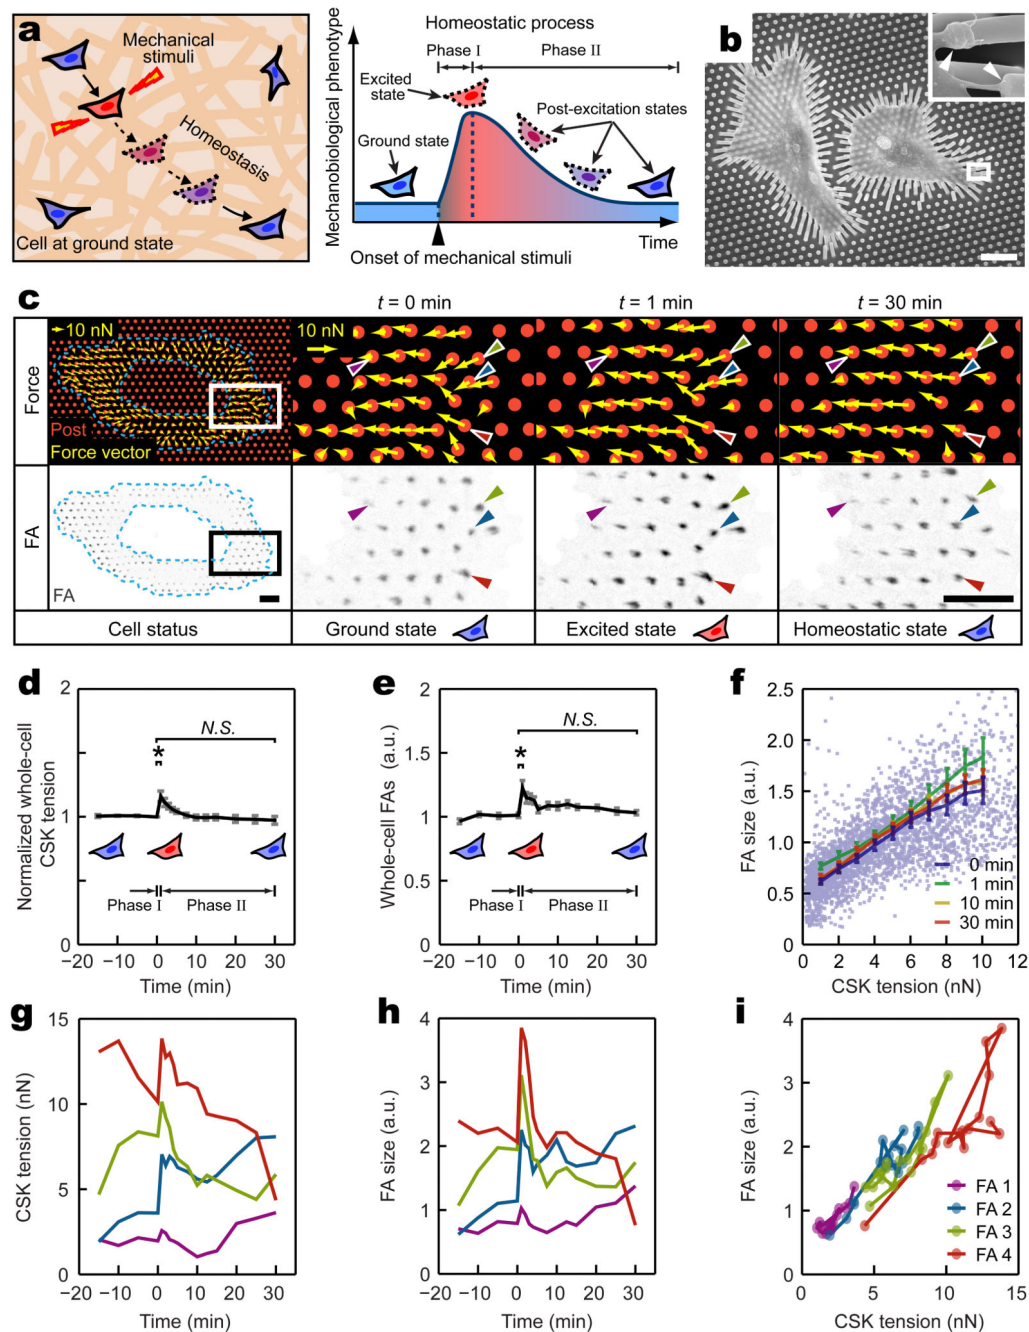 a
Mechanical
stimuli
Homeostasis
Cell at ground state
Homeostatic process
Mechanobiological phenotype
Phase I
Phase II
Excited
state
Post-excitation states
Ground state
Time
Onset of mechanical stimuli
b
c
t = 0 min
t = 1 min
t = 30 min
Force
10 nN
Post
Force vector
10 nN
FA
FA
Cell status
Ground state
Excited state
Homeostatic state
d
Normalized whole-cell
CSK tension
2
1
0
N.S.
*
Phase I
Phase II
−20 −10 0 10 20 30
Time (min)
e
Whole-cell FAs (a.u.)
2
1.5
1
0.5
0
N.S.
*
Phase I
Phase II
−20 −10 0 10 20 30
Time (min)
f
FA size (a.u.)
2.5
2.0
1.5
1.0
0.5
0
0 min
1 min
10 min
30 min
0 2 4 6 8 10 12
CSK tension (nN)
g
CSK tension (nN)
15
10
5
0
−20 −10 0 10 20 30
Time (min)
h
FA size (a.u.)
4
3
2
1
0
−20 −10 0 10 20 30
Time (min)
i
FA size (a.u.)
4
3
2
1
0
FA 1
FA 2
FA 3
FA 4
0 5 10 15
CSK tension (nN)